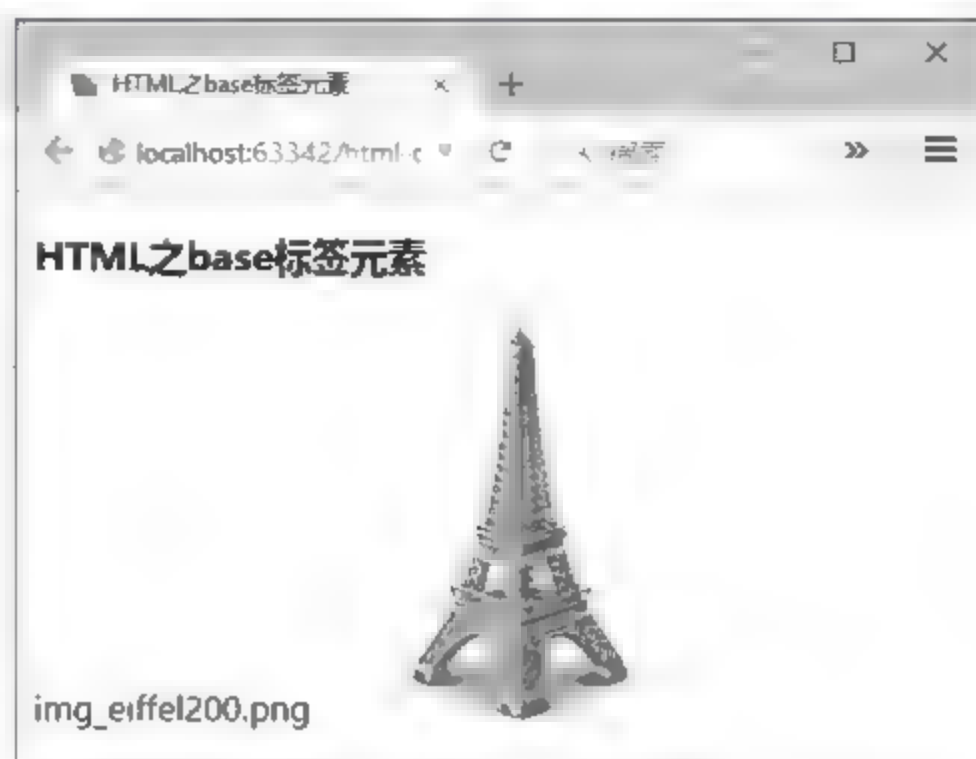 HTML之base标签元素
localhost:63342/html-c
HTML之base标签元素
img_eiffel200.png